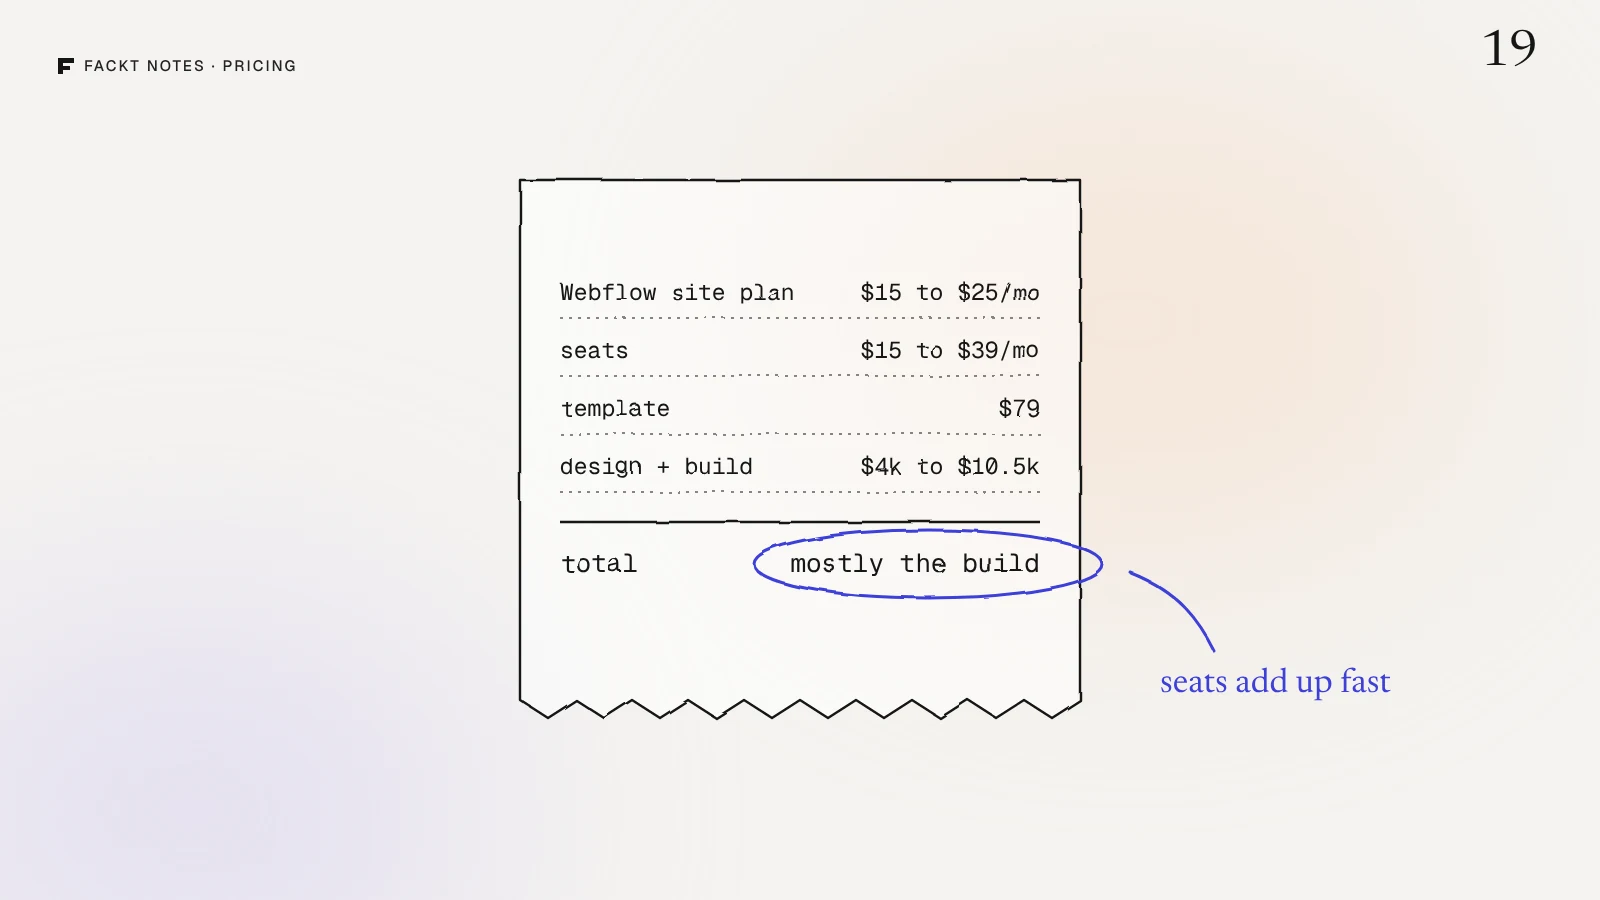 FACKT NOTES · PRICING
19
Webflow site plan $15 to $25/mo
seats $15 to $39/mo
template $79
design + build $4k to $10.5k
total mostly the build
seats add up fast